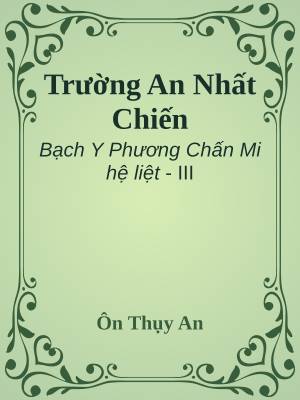 Trường An Nhất
Chiến
Bạch Y Phương Chấn Mi
hệ liệt - III
Ôn Thụy An